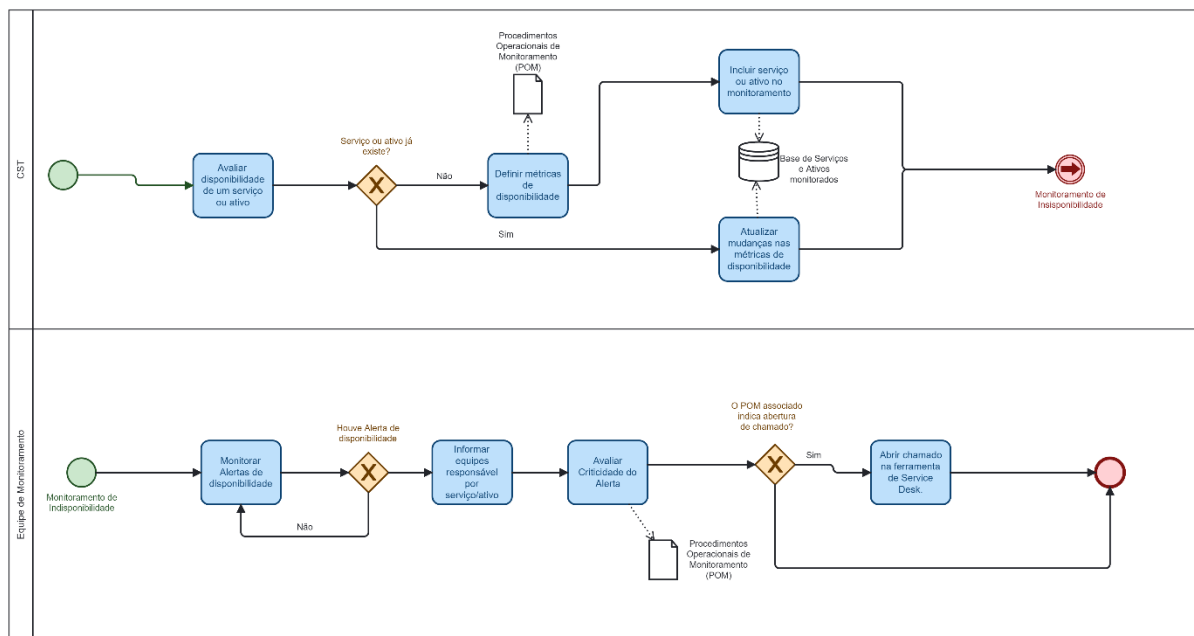 CST
Procedimentos
Operacionais de
Monitoramento
(POM)
Avaliar
disponibilidade
de um serviço
ou ativo
Serviço ou ativo já
existe?
X
Não
Sim
Definir métricas
de
disponibilidade
Incluir serviço
ou ativo no
monitoramento
Base de Serviços
e Ativos
monitorados
Atualizar
mudanças nas
métricas de
disponibilidade
Monitoramento de
Insisponibilidade
Equipe de Monitoramento
Monitoramento de
Indisponibilidade
Monitorar
Alertas de
disponibilidade
Houve Alerta de
disponibilidade
X
Não
Informar
equipes
responsável
por
serviço/ativo
Avaliar
Criticidade do
Alerta
Procedimentos
Operacionais de
Monitoramento
(POM)
O POM associado
indica abertura
de chamado?
X
Sim
Abrir chamado
na ferramenta
de Service
Desk.